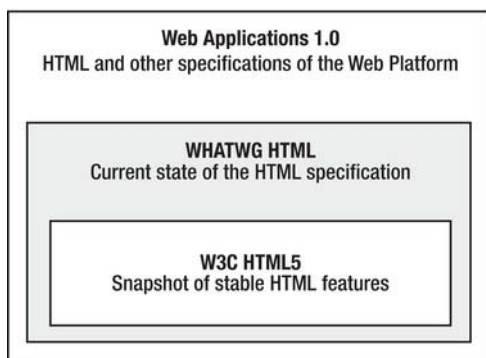 Web Applications 1.0
HTML and other specifications of the Web Platform
WHATWG HTML
Current state of the HTML specification
W3C HTML5
Snapshot of stable HTML features